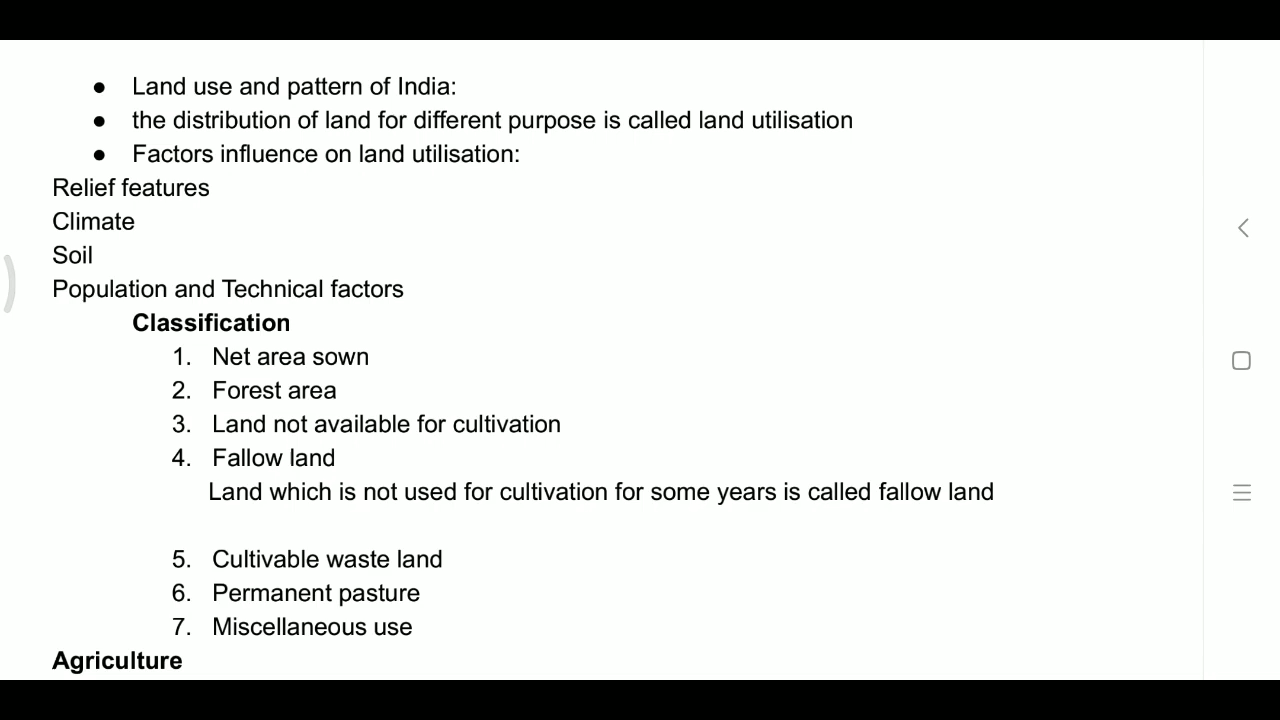 ● Land use and pattern of India:
● the distribution of land for different purpose is called land utilisation
● Factors influence on land utilisation:
Relief features
Climate
Soil
Population and Technical factors
Classification
1. Net area sown
2. Forest area
3. Land not available for cultivation
4. Fallow land
Land which is not used for cultivation for some years is called fallow land
5. Cultivable waste land
6. Permanent pasture
7. Miscellaneous use
Agriculture